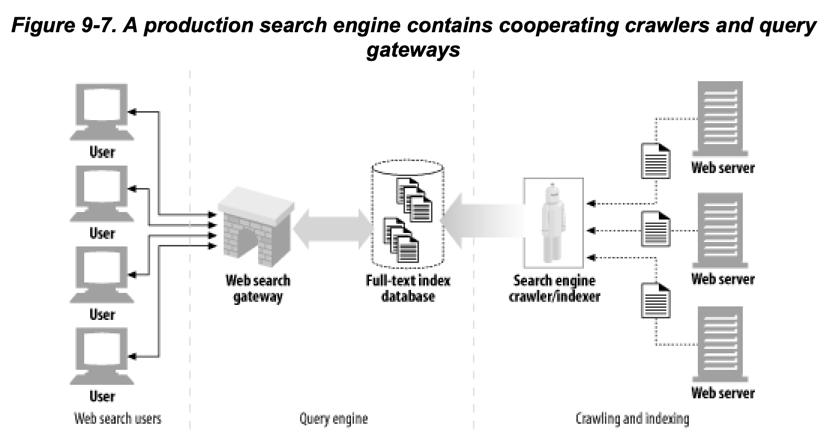 Figure 9-7. A production search engine contains cooperating crawlers and query
gateways
User
User
User
User
Web search
gateway
Full-text index
database
Search engine
crawler/indexer
Web server
Web server
Web server
Web search users
Query engine
Crawling and indexing